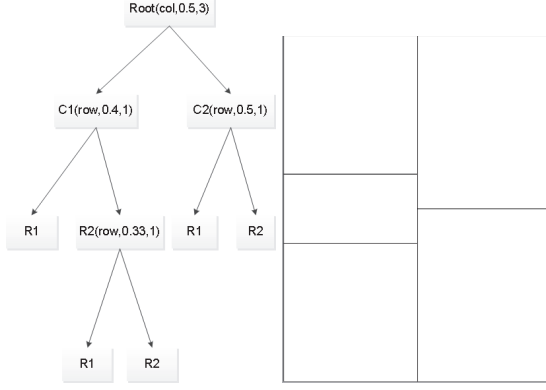 Root(col,0.5,3)
C1(row,0.4,1)
C2(row,0.5,1)
R1
R2(row,0.33,1)
R1
R2
R1
R2